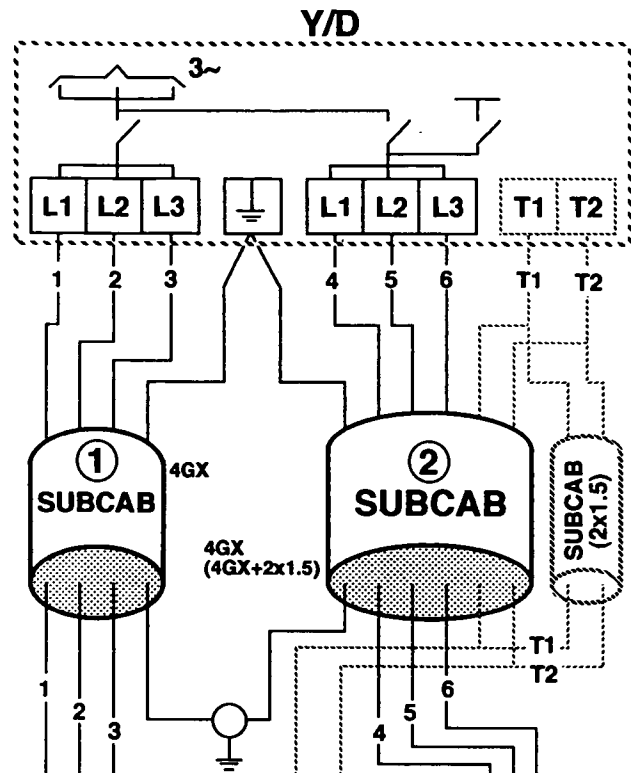 Y/D
3~
L1 L2 L3 L1 L2 L3 T1 T2
1 2 3 4 5 6 T1 T2
1
SUBCAB
4GX
2
SUBCAB
SUBCAB
(2x1.5)
4GX
(4GX+2x1.5)
T1
T2
1 2 3 4 5 6